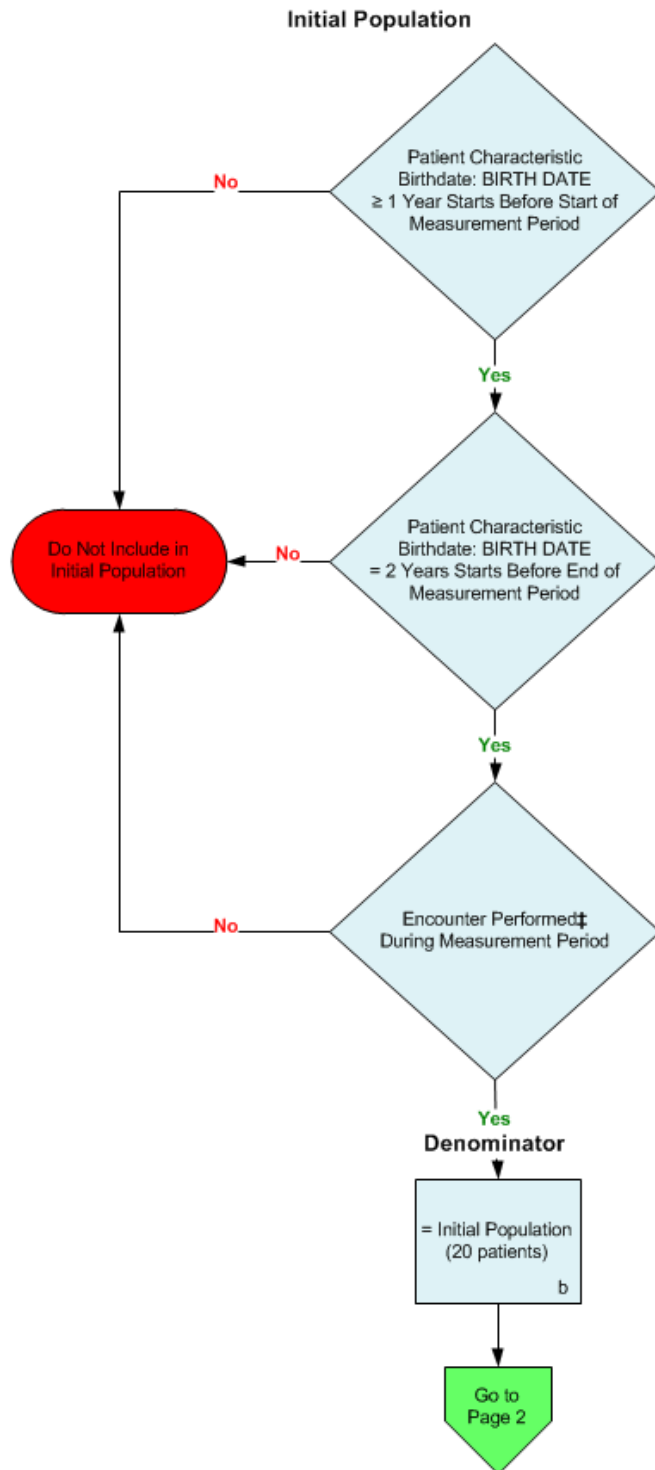 Initial Population
Patient Characteristic
Birthdate: BIRTH DATE
≥ 1 Year Starts Before Start of
Measurement Period
No
Yes
Patient Characteristic
Birthdate: BIRTH DATE
= 2 Years Starts Before End of
Measurement Period
Do Not Include in
Initial Population
No
Yes
Encounter Performed‡
During Measurement Period
No
Yes
Denominator
= Initial Population
(20 patients)
b
Go to
Page 2